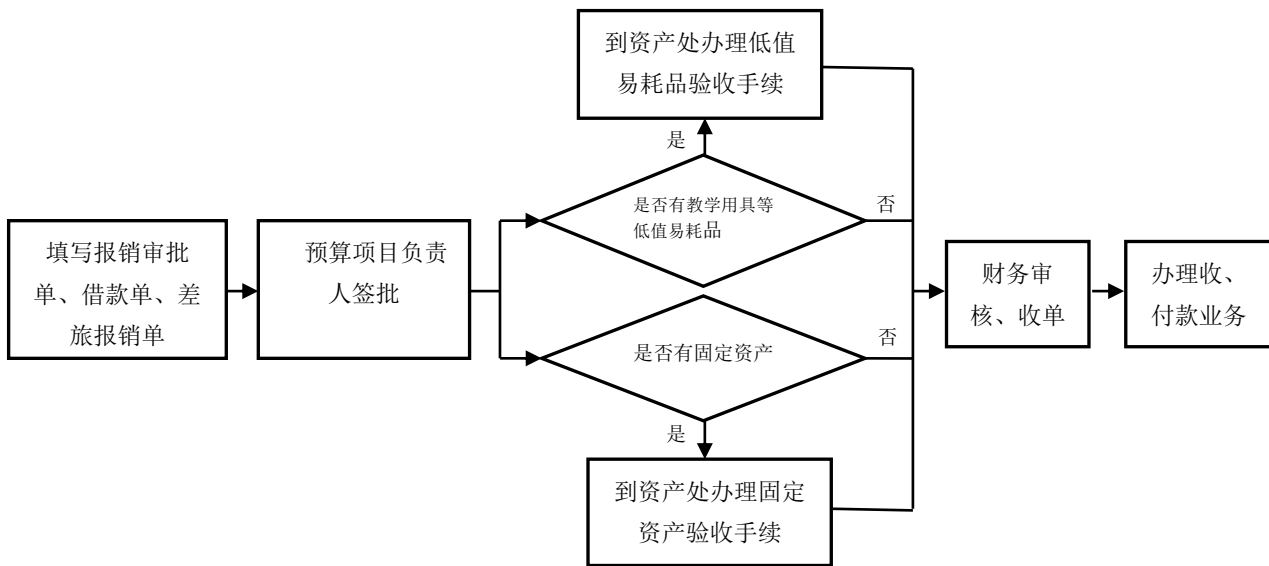 到资产处办理低值
易耗品验收手续
是
是否有教学用具等
低值易耗品
否
填写报销审批
单、借款单、差
旅报销单
预算项目负责
人签批
财务审
核、收单
办理收、
付款业务
是否有固定资产
否
是
到资产处办理固定
资产验收手续